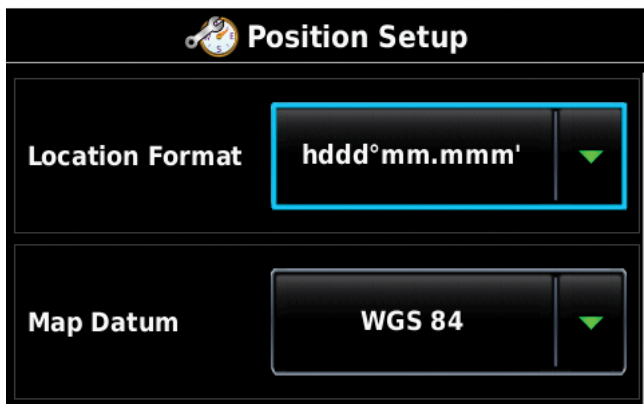 Position Setup
Location Format
hddd°mm.mmm'
Map Datum
WGS 84